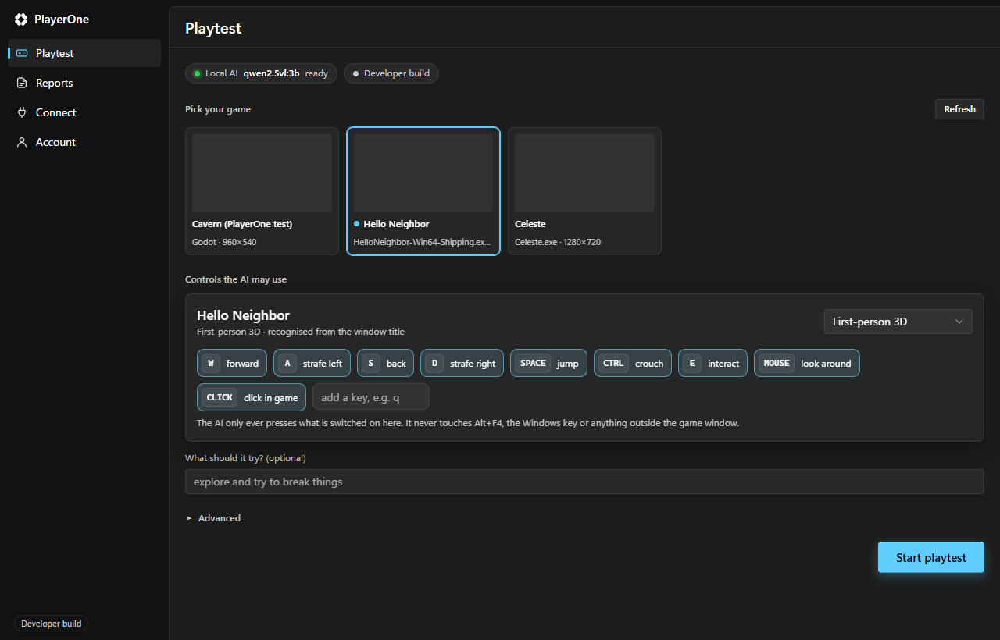 PlayerOne
Playtest
Reports
Connect
Account
Developer build
Playtest
Local AI qwen2.5vl:3b ready
Developer build
Pick your game
Refresh
Cavern (PlayerOne test)
Godot · 960×540
Hello Neighbor
HelloNeighbor-Win64-Shipping.ex...
Celeste
Celeste.exe · 1280×720
Controls the AI may use
Hello Neighbor
First-person 3D · recognised from the window title
First-person 3D
W forward A strafe left S back D strafe right SPACE jump CTRL crouch E interact MOUSE look around
CLICK click in game add a key, e.g. q
The AI only ever presses what is switched on here. It never touches Alt+F4, the Windows key or anything outside the game window.
What should it try? (optional)
explore and try to break things
Advanced
Start playtest